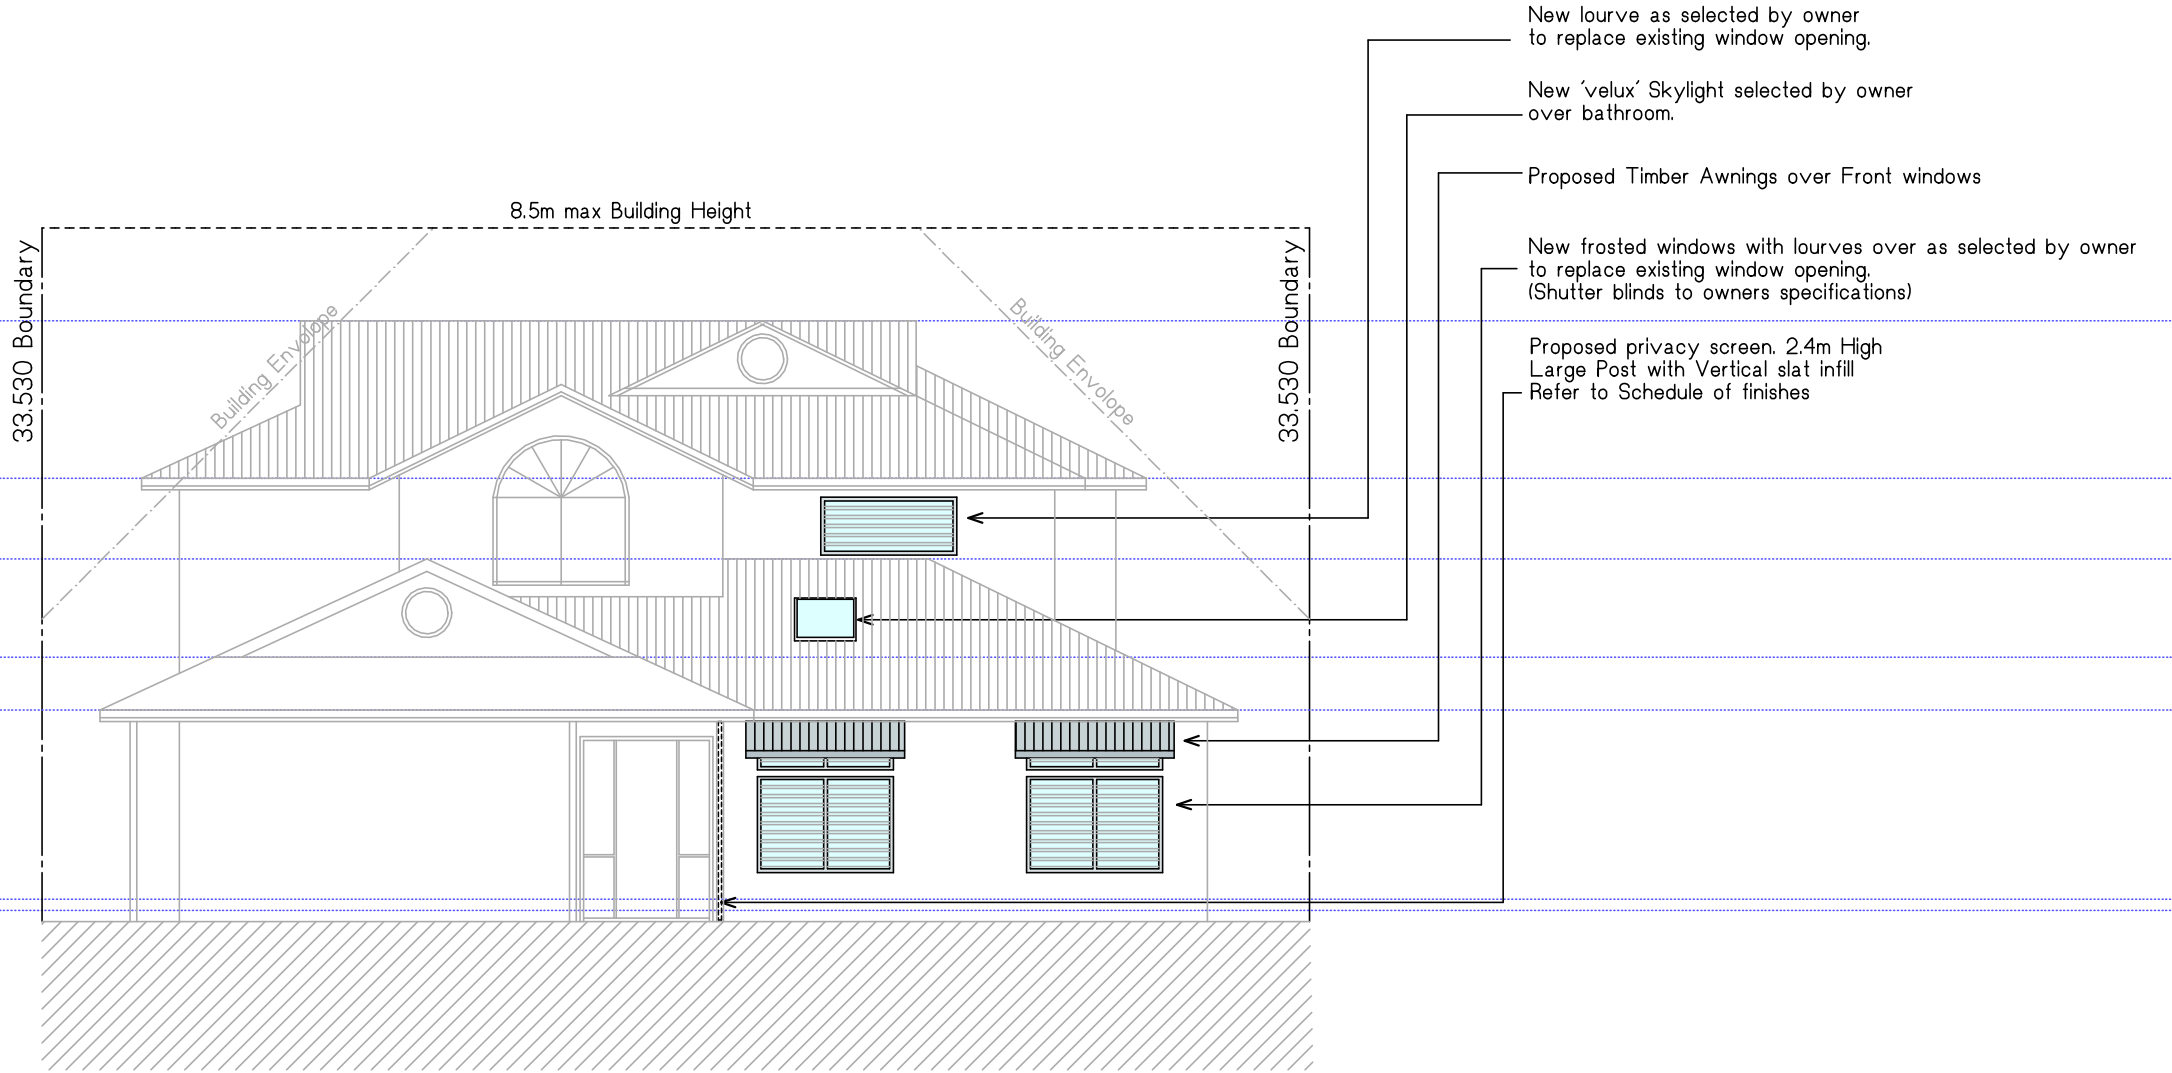 New lourve as selected by owner
to replace existing window opening.
New 'velux' Skylight selected by owner
over bathroom.
Proposed Timber Awnings over Front windows
8.5m max Building Height
New frosted windows with lourves over as selected by owner
to replace existing window opening.
(Shutter blinds to owners specifications)
33.530 Boundary
33.530 Boundary
Building Envolope
Building Envolope
Proposed privacy screen. 2.4m High
Large Post with Vertical slat infill
Refer to Schedule of finishes